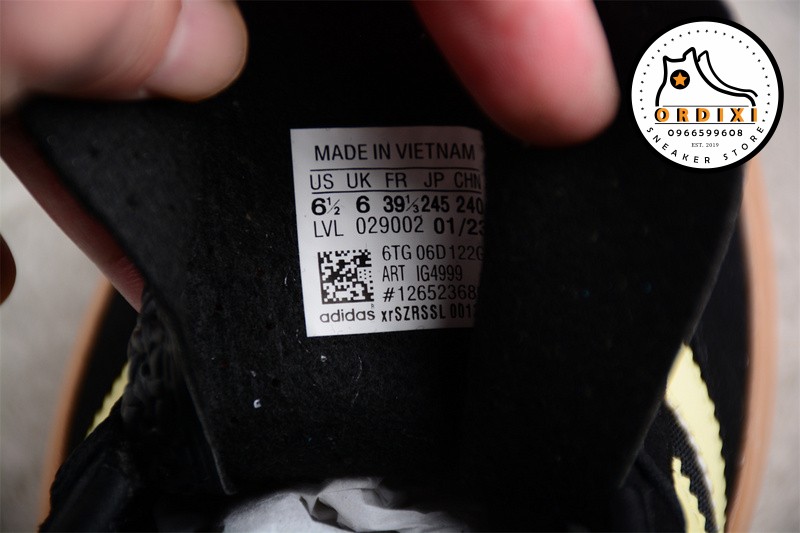 MADE IN VIETNAM
US UK FR JP CHN
6½ 6 39⅓ 245 240
LVL 029002 01/23
6TG 06D122G
ART IG4999
#12652368
adidas xrSZRSSL 001
ORDIXI
0966599608
EST. 2019
SNEAKER STORE